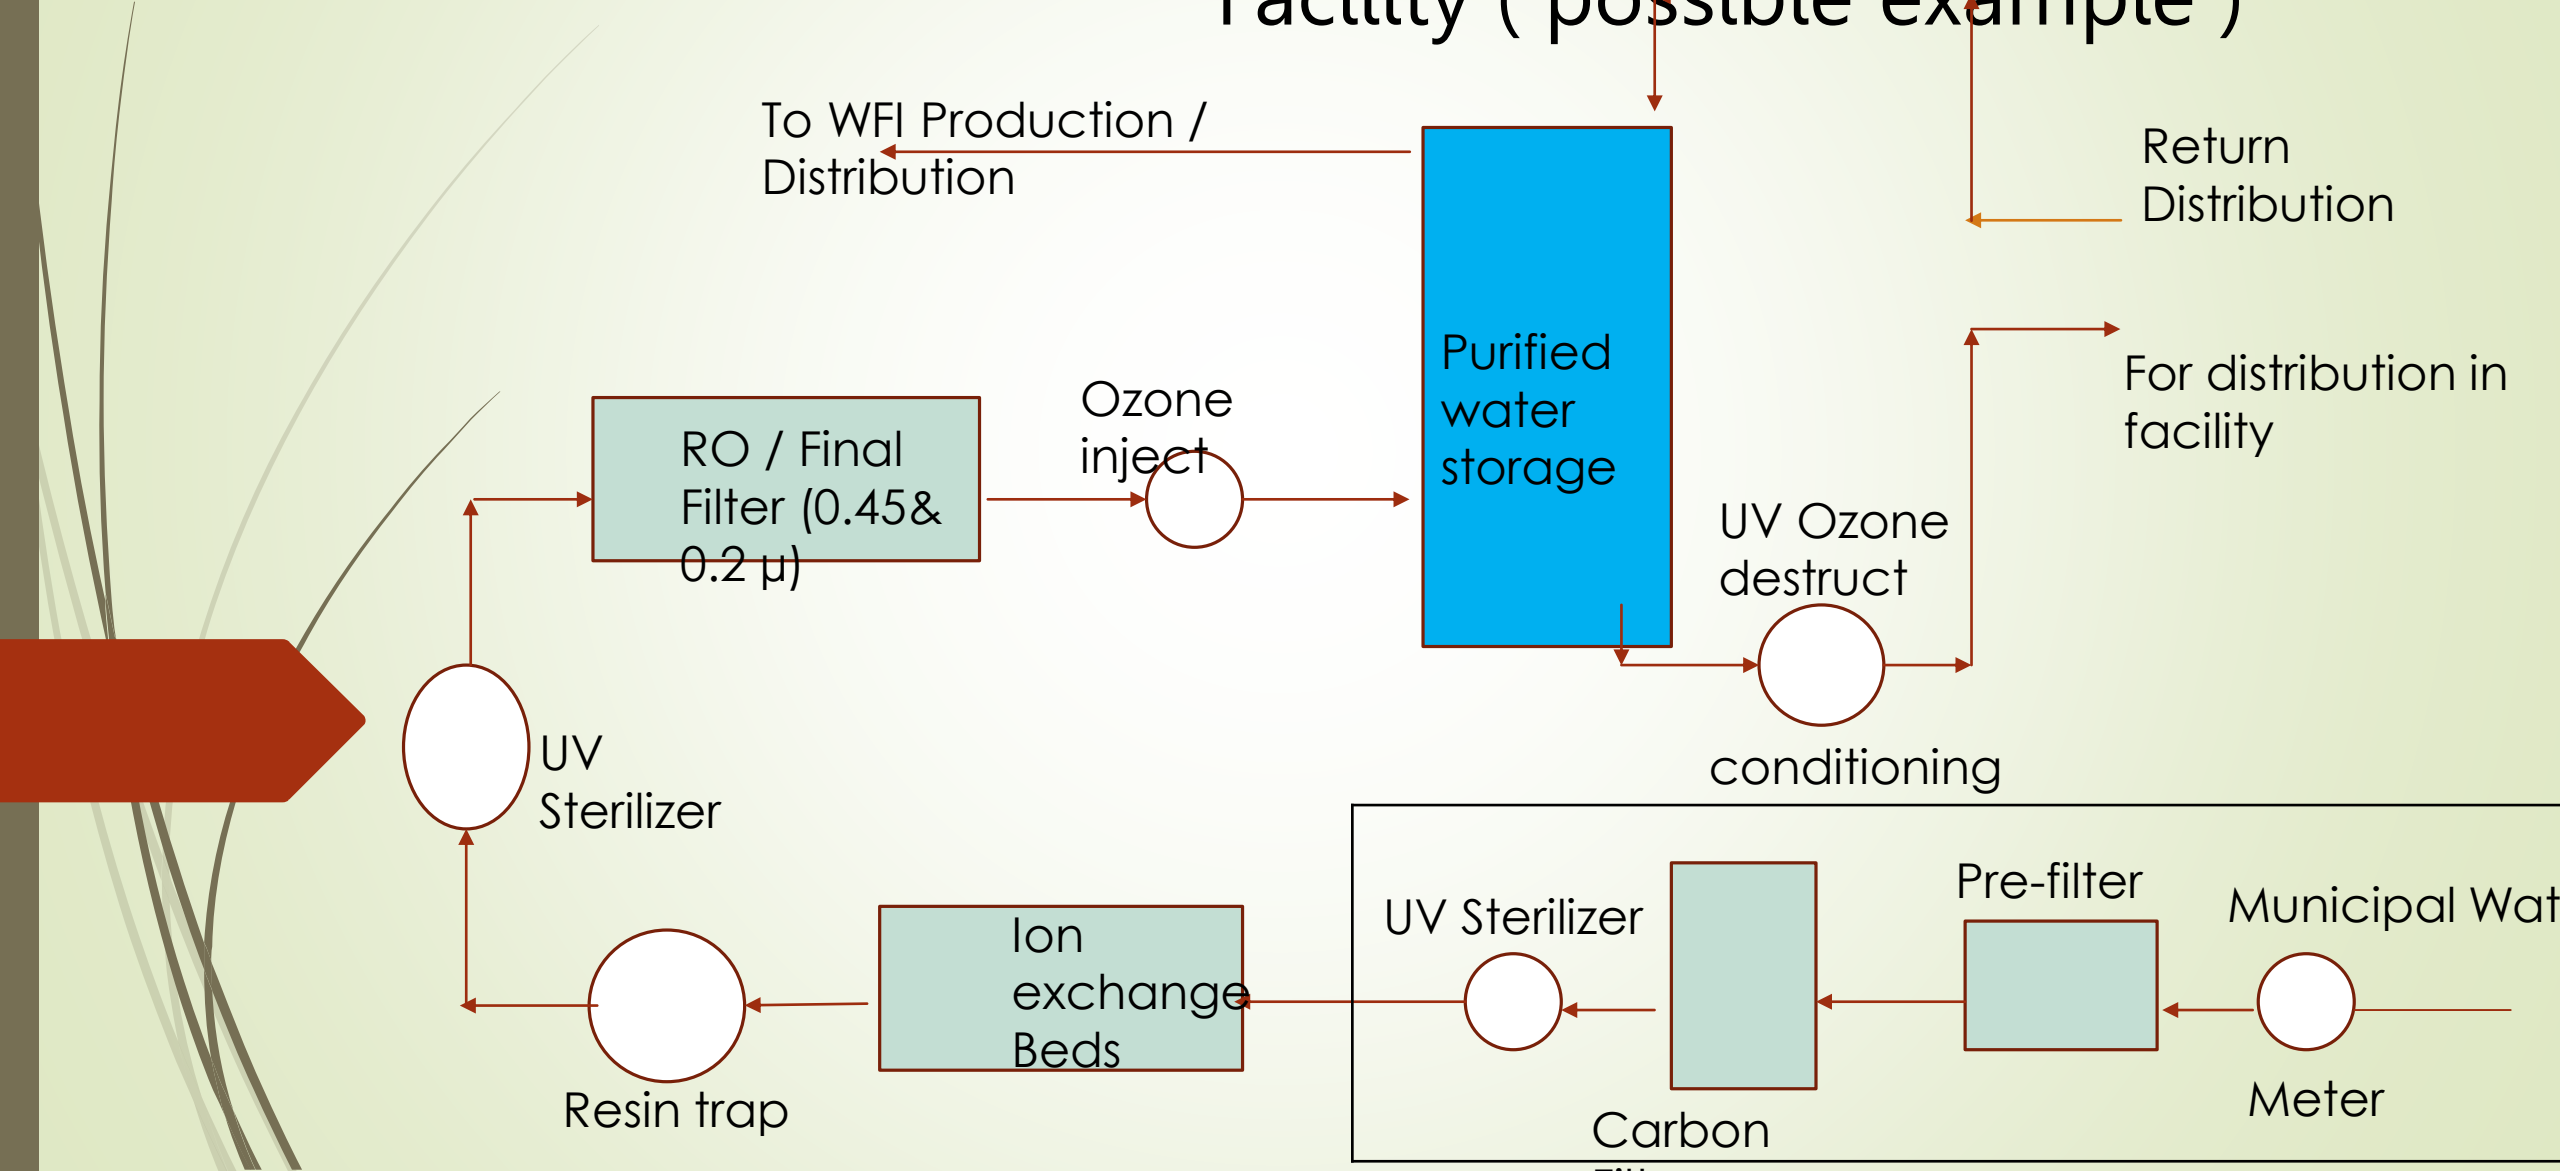 Facility ( possible example )
To WFI Production /
Distribution
Return
Distribution
Purified
water
storage
For distribution in
facility
Ozone
inject
RO / Final
Filter (0.45&
0.2 µ)
UV Ozone
destruct
UV
Sterilizer
conditioning
Pre-filter
Municipal Wat
UV Sterilizer
Ion
exchange
Beds
Resin trap
Meter
Carbon